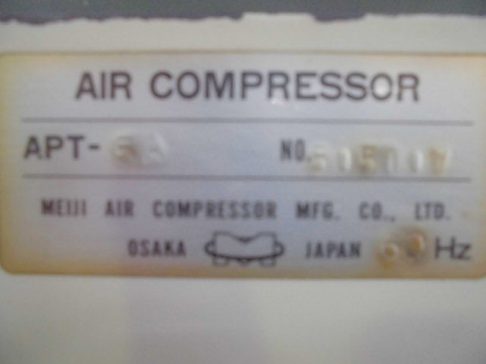 AIR COMPRESSOR
APT-
NO.
MEIJI AIR COMPRESSOR MFG. CO., LTD.
OSAKA JAPAN Hz